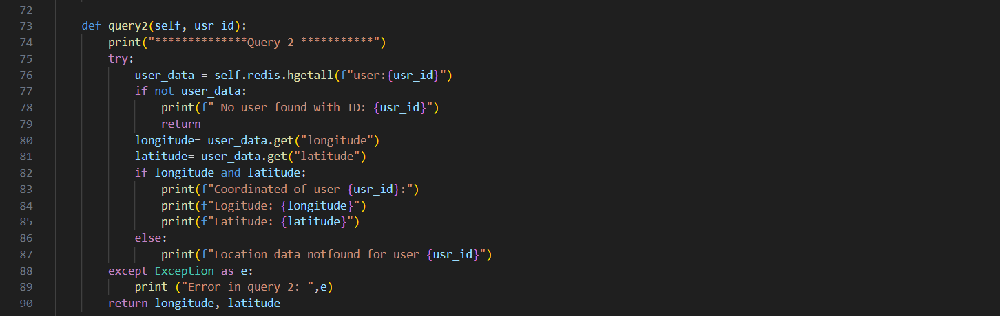 72
73 def query2(self, usr_id):
74 print("**************Query 2 ***********")
75 try:
76 user_data = self.redis.hgetall(f"user:{usr_id}")
77 if not user_data:
78 print(f" No user found with ID: {usr_id}")
79 return
80 longitude= user_data.get("longitude")
81 latitude= user_data.get("latitude")
82 if longitude and latitude:
83 print(f"Coordinated of user {usr_id}:")
84 print(f"Logitude: {longitude}")
85 print(f"Latitude: {latitude}")
86 else:
87 print(f"Location data notfound for user {usr_id}")
88 except Exception as e:
89 print ("Error in query 2: ",e)
90 return longitude, latitude